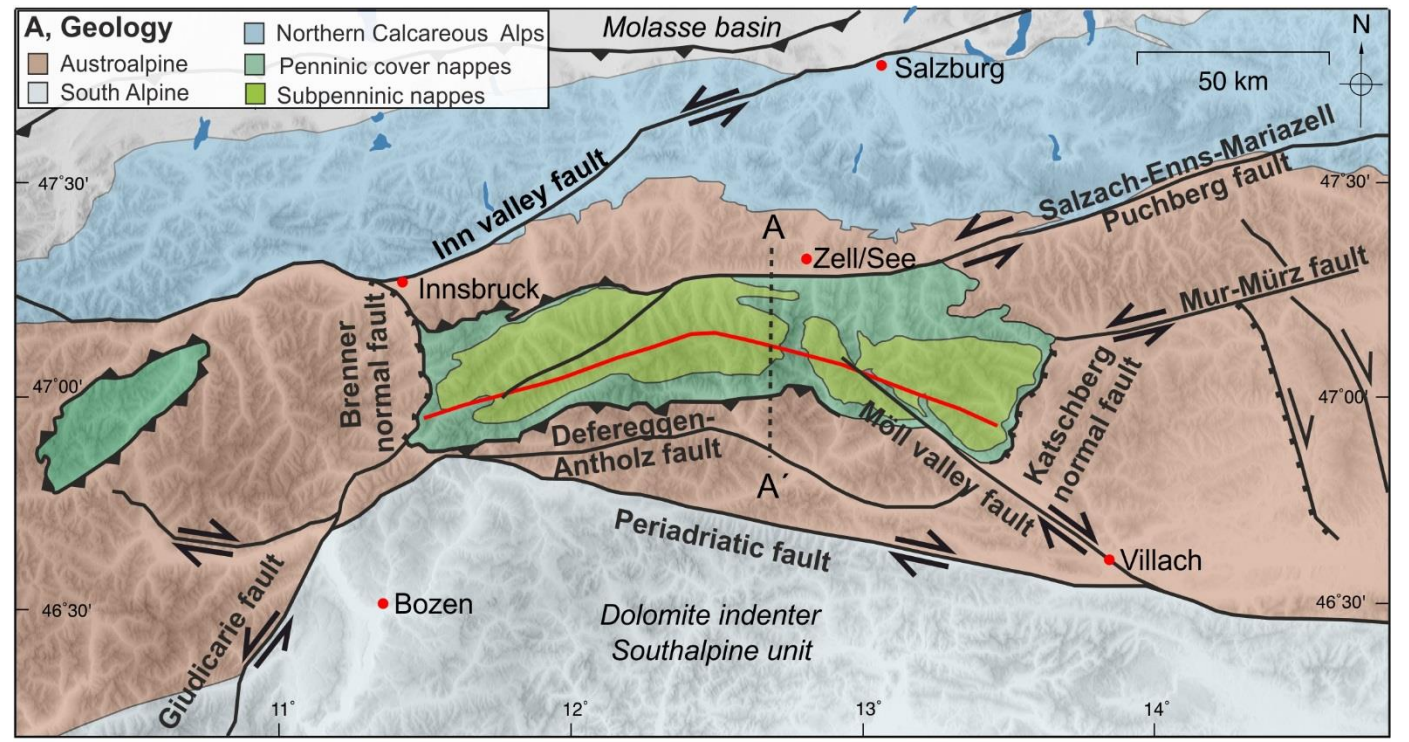 A, Geology
Austroalpine
South Alpine
Northern Calcareous Alps
Penninic cover nappes
Subpenninic nappes
Molasse basin
Salzburg
50 km
N
47˚30'
47˚30'
Inn valley fault
Salzach-Enns-Mariazell
Puchberg fault
A
Zell/See
Innsbruck
Mur-Mürz fault
Brenner
normal fault
47˚00'
47˚00'
Katschberg
normal fault
Defereggen-
Antholz fault
Möll valley fault
A´
Periadriatic fault
Villach
Giudicarie fault
46˚30'
46˚30'
Bozen
Dolomite indenter
Southalpine unit
11˚
12˚
13˚
14˚